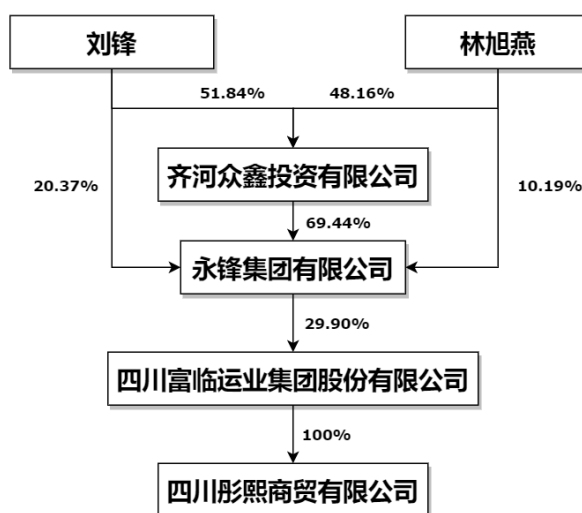 刘锋
林旭燕
51.84%
48.16%
齐河众鑫投资有限公司
20.37%
10.19%
69.44%
永锋集团有限公司
29.90%
四川富临运业集团股份有限公司
100%
四川彤熙商贸有限公司